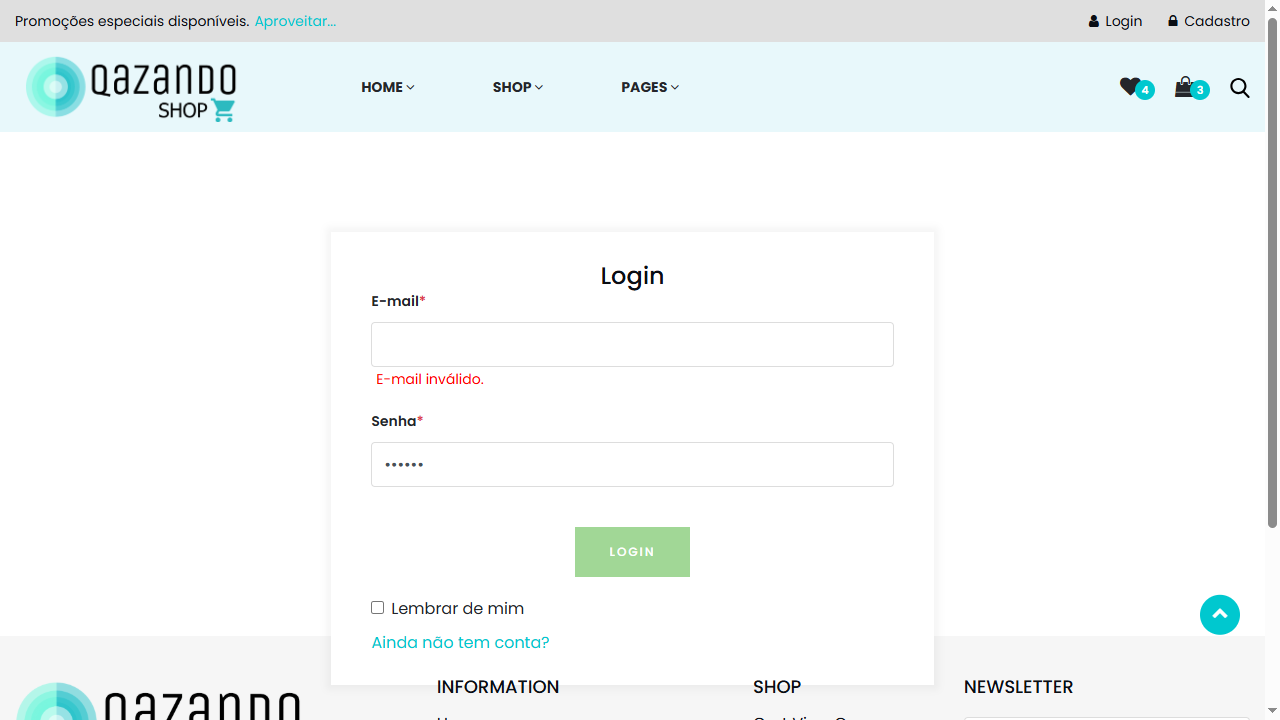 Promoções especiais disponíveis. Aproveitar...
Login
Cadastro
QAZANDO
SHOP
HOME
SHOP
PAGES
4
3
Login
E-mail*
E-mail inválido.
Senha*
••••••
LOGIN
Lembrar de mim
Ainda não tem conta?
QAZANDO
INFORMATION
SHOP
NEWSLETTER